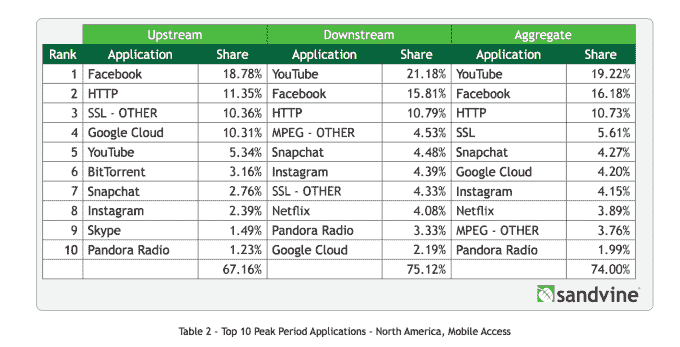 Upstream Downstream Aggregate
Rank Application Share Application Share Application Share
1 Facebook 18.78% YouTube 21.18% YouTube 19.22%
2 HTTP 11.35% Facebook 15.81% Facebook 16.18%
3 SSL - OTHER 10.36% HTTP 10.79% HTTP 10.73%
4 Google Cloud 10.31% MPEG - OTHER 4.53% SSL 5.61%
5 YouTube 5.34% Snapchat 4.48% Snapchat 4.27%
6 BitTorrent 3.16% Instagram 4.39% Google Cloud 4.20%
7 Snapchat 2.76% SSL - OTHER 4.33% Instagram 4.15%
8 Instagram 2.39% Netflix 4.08% Netflix 3.89%
9 Skype 1.49% Pandora Radio 3.33% MPEG - OTHER 3.76%
10 Pandora Radio 1.23% Google Cloud 2.19% Pandora Radio 1.99%
67.16% 75.12% 74.00%
sandvine
Table 2 - Top 10 Peak Period Applications - North America, Mobile Access